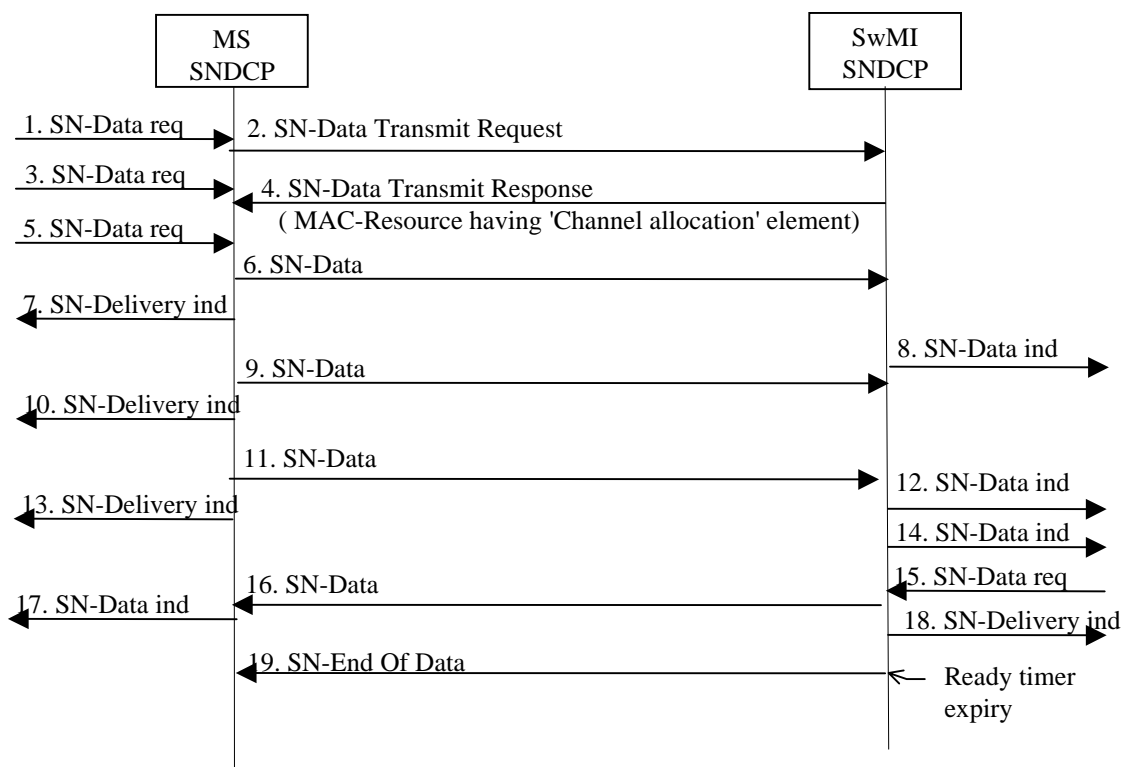 MS
SNDCP
SwMI
SNDCP
1. SN-Data req
2. SN-Data Transmit Request
3. SN-Data req
4. SN-Data Transmit Response
( MAC-Resource having 'Channel allocation' element)
5. SN-Data req
6. SN-Data
7. SN-Delivery ind
8. SN-Data ind
9. SN-Data
10. SN-Delivery ind
11. SN-Data
12. SN-Data ind
13. SN-Delivery ind
14. SN-Data ind
15. SN-Data req
16. SN-Data
17. SN-Data ind
18. SN-Delivery ind
19. SN-End Of Data
Ready timer
expiry